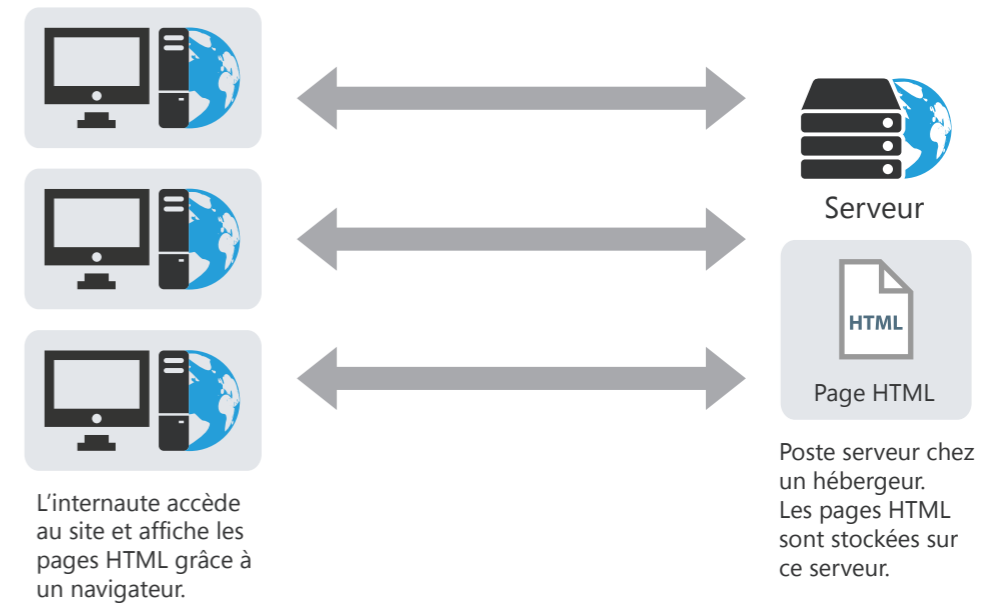 Serveur
HTML
Page HTML
L’internaute accède
au site et affiche les
pages HTML grâce à
un navigateur.
Poste serveur chez
un hébergeur.
Les pages HTML
sont stockées sur
ce serveur.